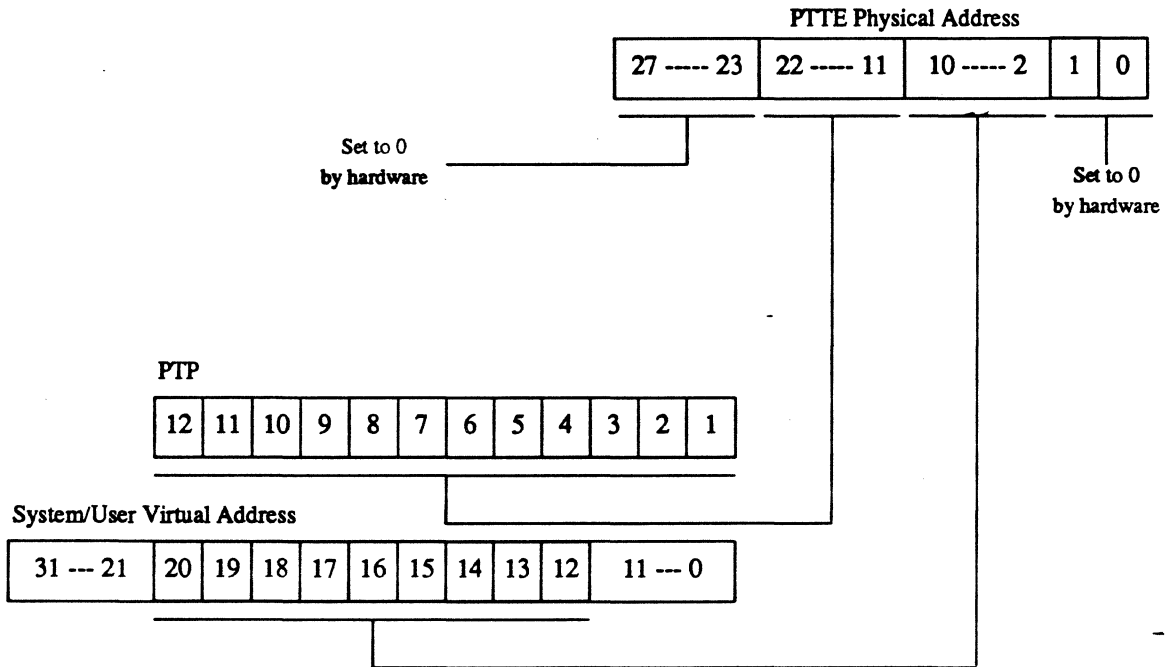 PTTE Physical Address
27 ----- 23 22 ----- 11 10 ----- 2 1 0
Set to 0
by hardware
Set to 0
by hardware
PTP
12 11 10 9 8 7 6 5 4 3 2 1
System/User Virtual Address
31 --- 21 20 19 18 17 16 15 14 13 12 11 --- 0